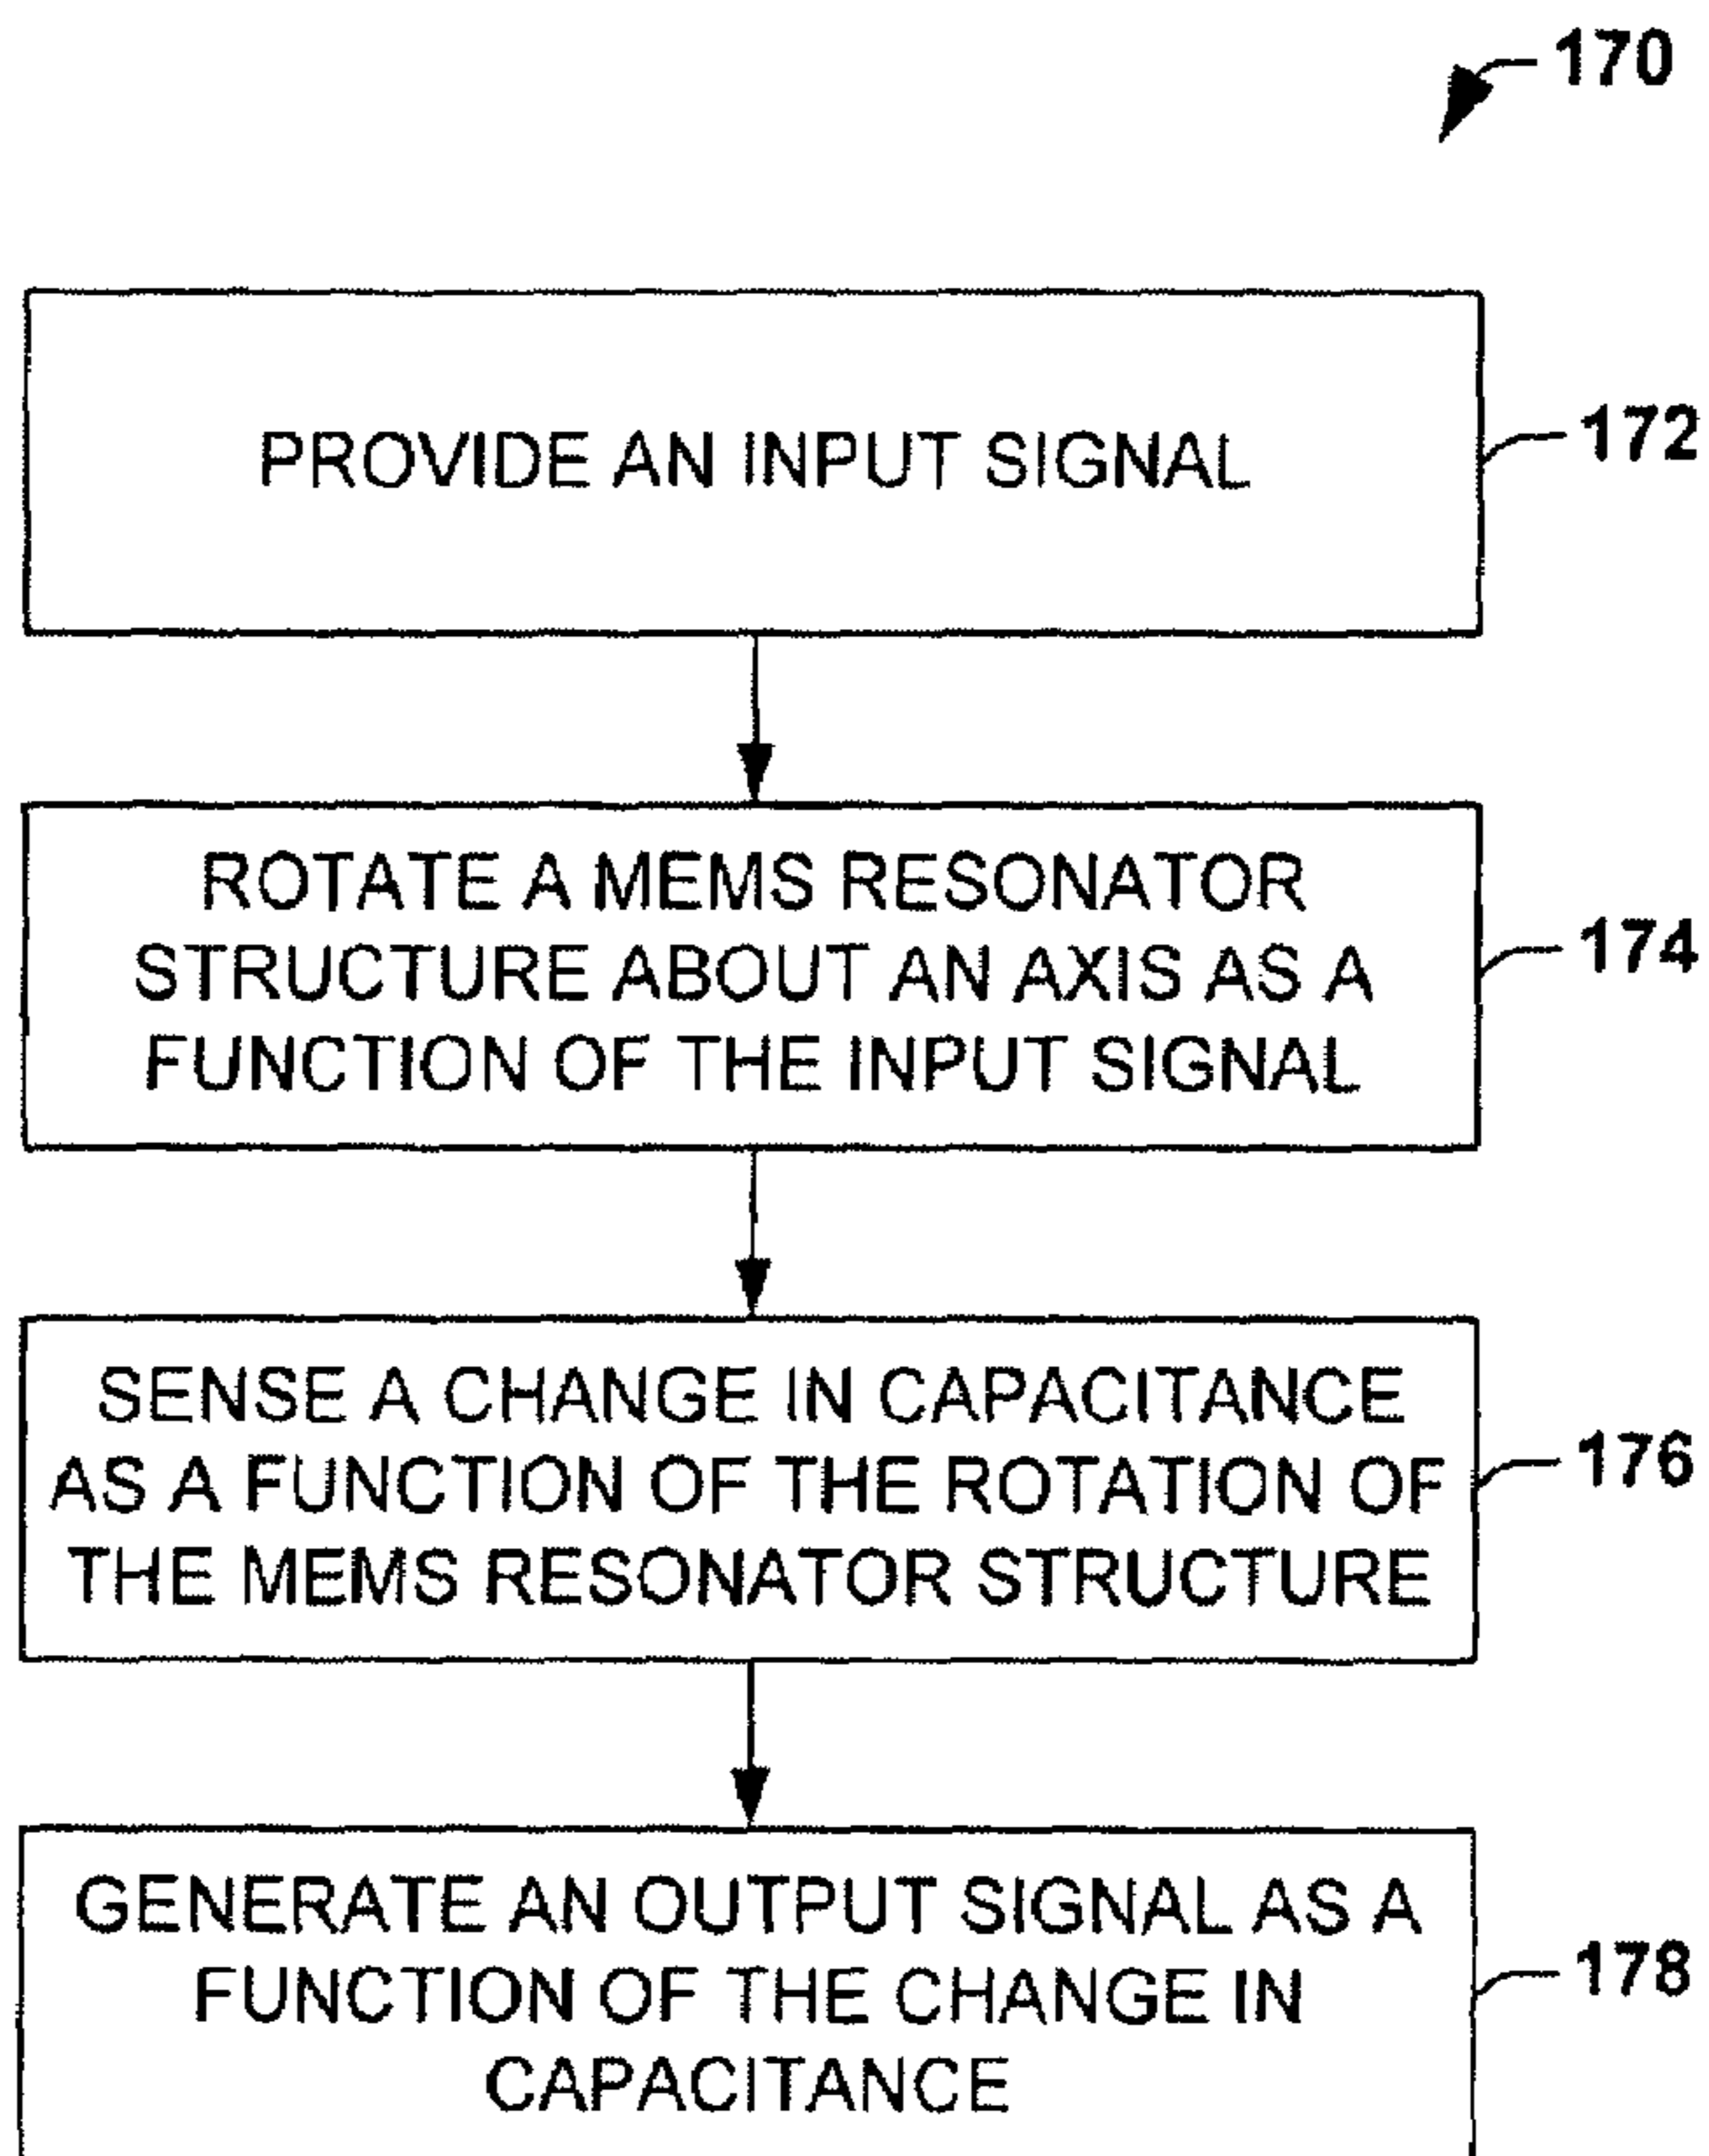 170
PROVIDE AN INPUT SIGNAL
172
ROTATE A MEMS RESONATOR
STRUCTURE ABOUT AN AXIS AS A
FUNCTION OF THE INPUT SIGNAL
174
SENSE A CHANGE IN CAPACITANCE
AS A FUNCTION OF THE ROTATION OF
THE MEMS RESONATOR STRUCTURE
176
GENERATE AN OUTPUT SIGNAL AS A
FUNCTION OF THE CHANGE IN
CAPACITANCE
178